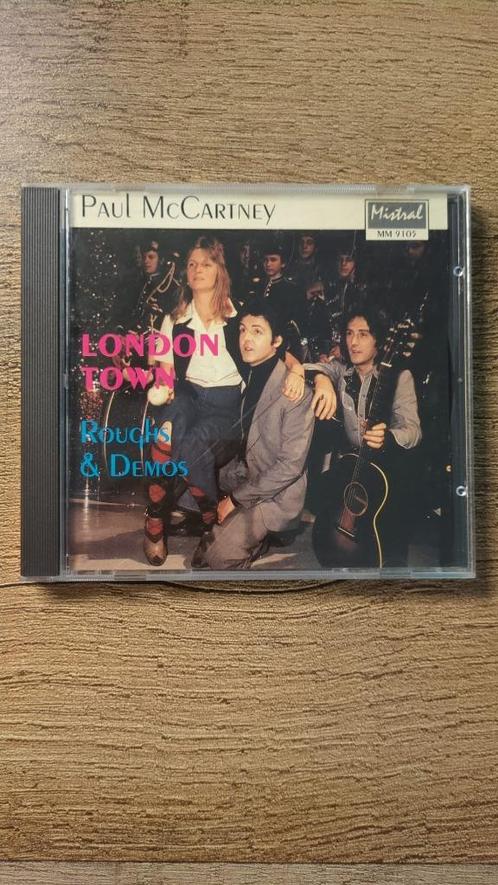 Paul McCartney
Mistral
MM 9105
London
Town
Roughs
& Demos